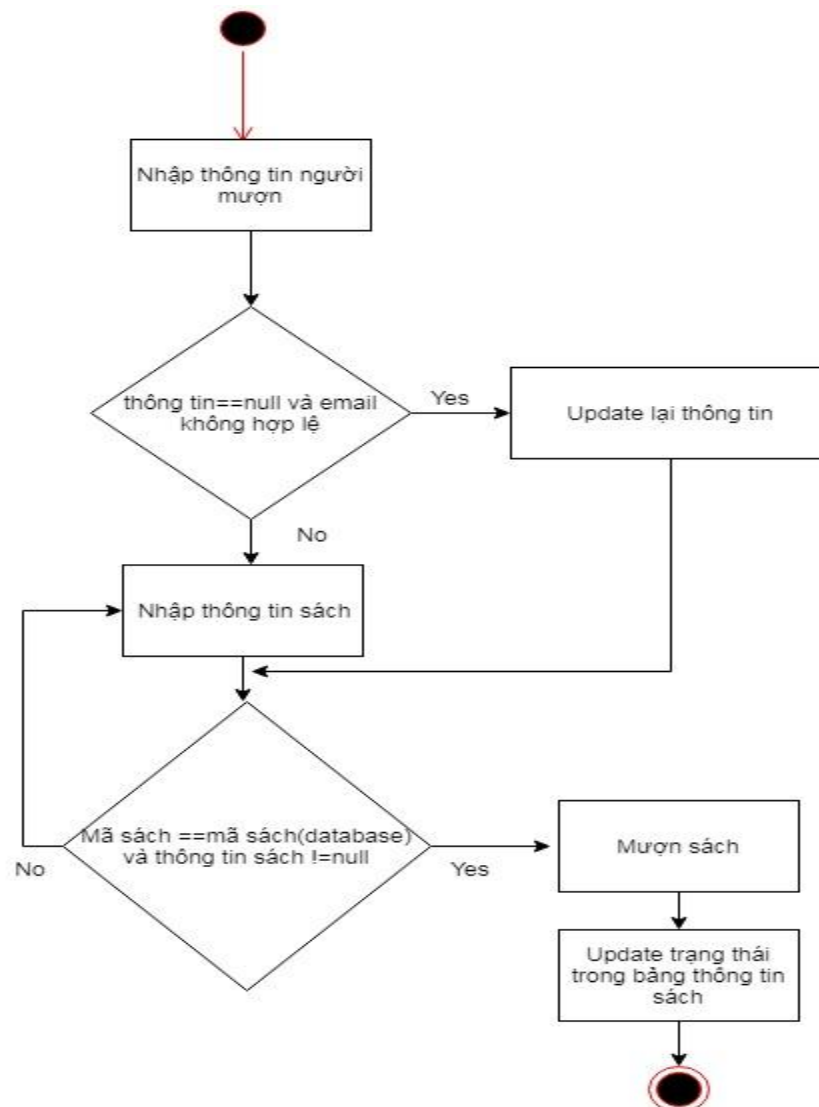 Nhập thông tin người
mượn
thông tin==null và email
không hợp lệ
Yes
Update lại thông tin
No
Nhập thông tin sách
Mã sách ==mã sách(database)
và thông tin sách !=null
No
Yes
Mượn sách
Update trạng thái
trong bảng thông tin
sách